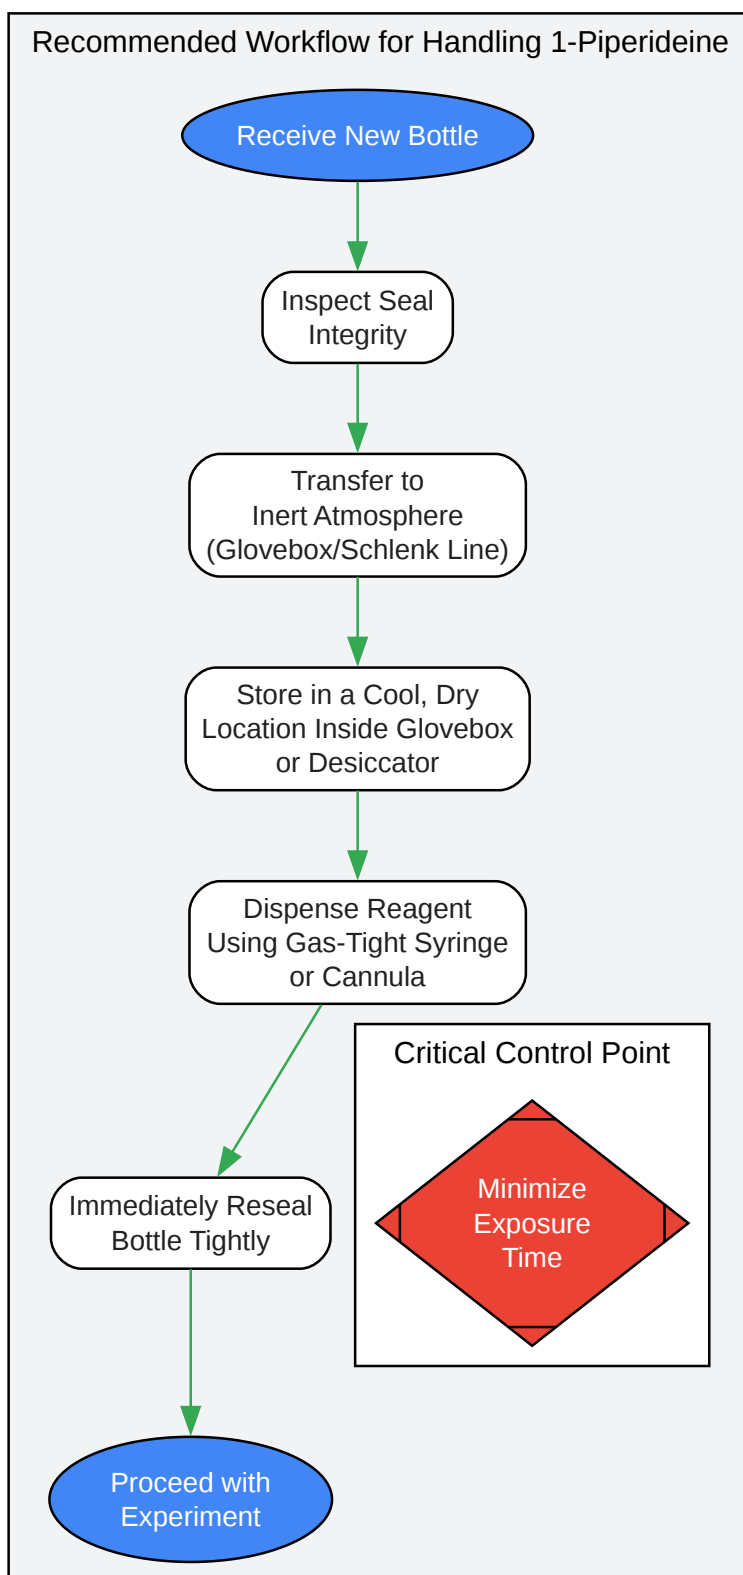 Recommended Workflow for Handling 1-Piperideine
Receive New Bottle
Inspect Seal
Integrity
Transfer to
Inert Atmosphere
(Glovebox/Schlenk Line)
Store in a Cool, Dry
Location Inside Glovebox
or Desiccator
Dispense Reagent
Using Gas-Tight Syringe
or Cannula
Critical Control Point
Minimize
Exposure
Time
Immediately Reseal
Bottle Tightly
Proceed with
Experiment